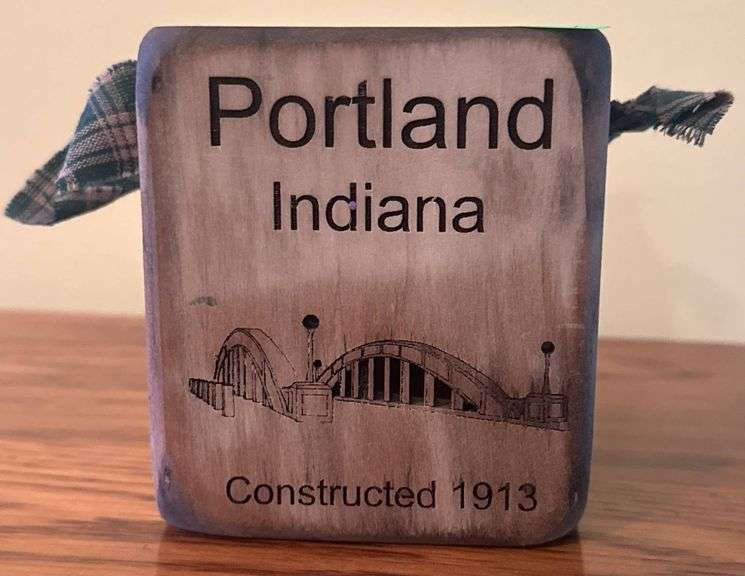 Portland
Indiana
Constructed 1913